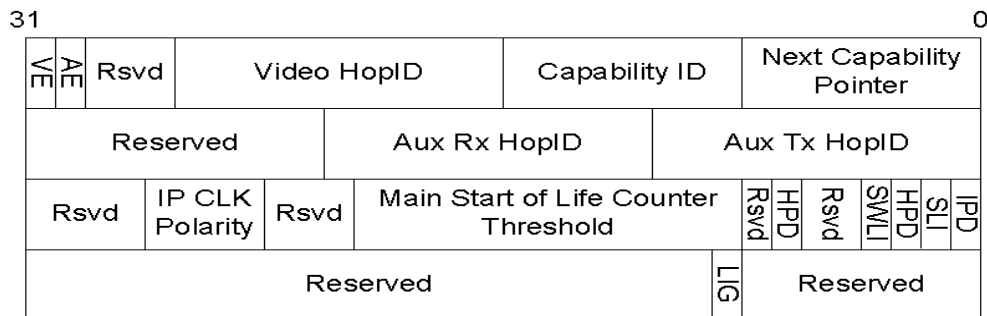 31 0
VE AE Rsvd Video HopID Capability ID Next Capability
Pointer
Reserved Aux Rx HopID Aux Tx HopID
Rsvd IP CLK
Polarity Rsvd Main Start of Life Counter
Threshold Rsvd HPD Rsvd SWLI HPD SLI IPD
Reserved LIG Reserved